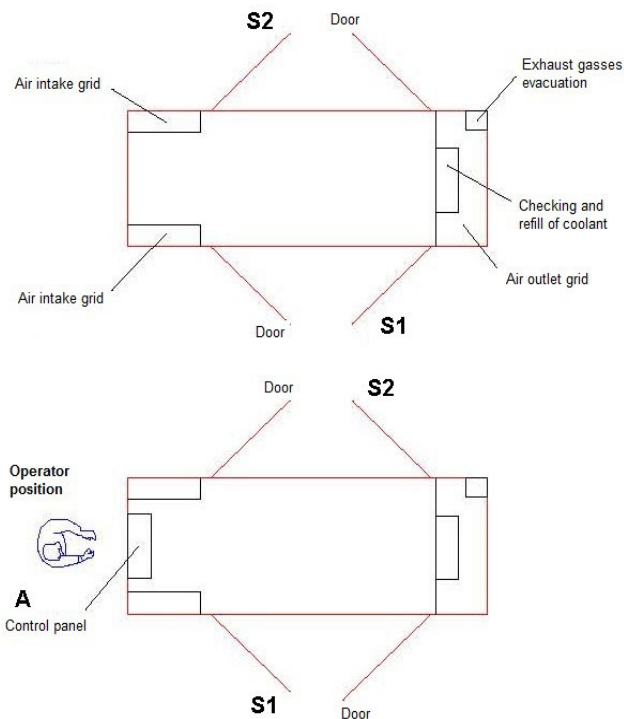 S2
Door
Air intake grid
Exhaust gasses
evacuation
Checking and
refill of coolant
Air intake grid
Air outlet grid
Door
S1
Door
S2
Operator
position
A
Control panel
S1
Door